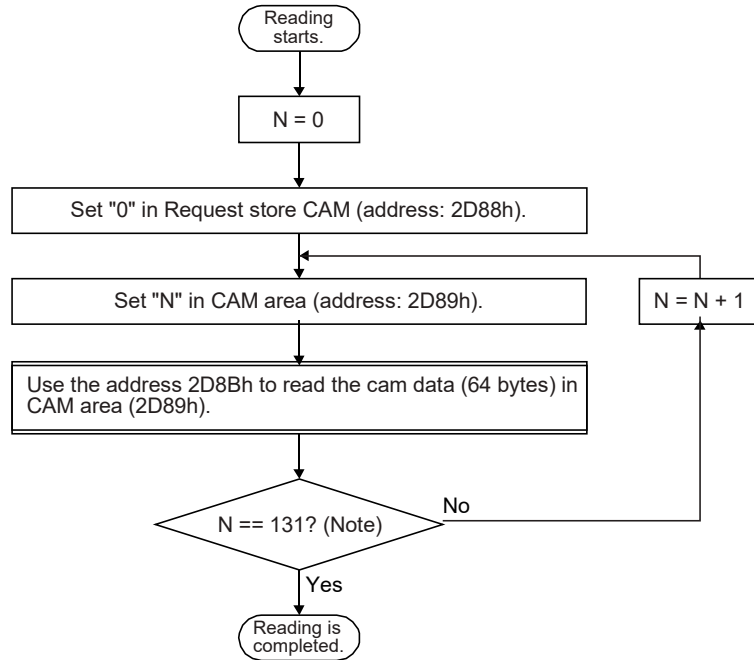 Reading
starts.
N = 0
Set "0" in Request store CAM (address: 2D88h).
Set "N" in CAM area (address: 2D89h).
N = N + 1
Use the address 2D8Bh to read the cam data (64 bytes) in
CAM area (2D89h).
N == 131? (Note)
No
Yes
Reading is
completed.